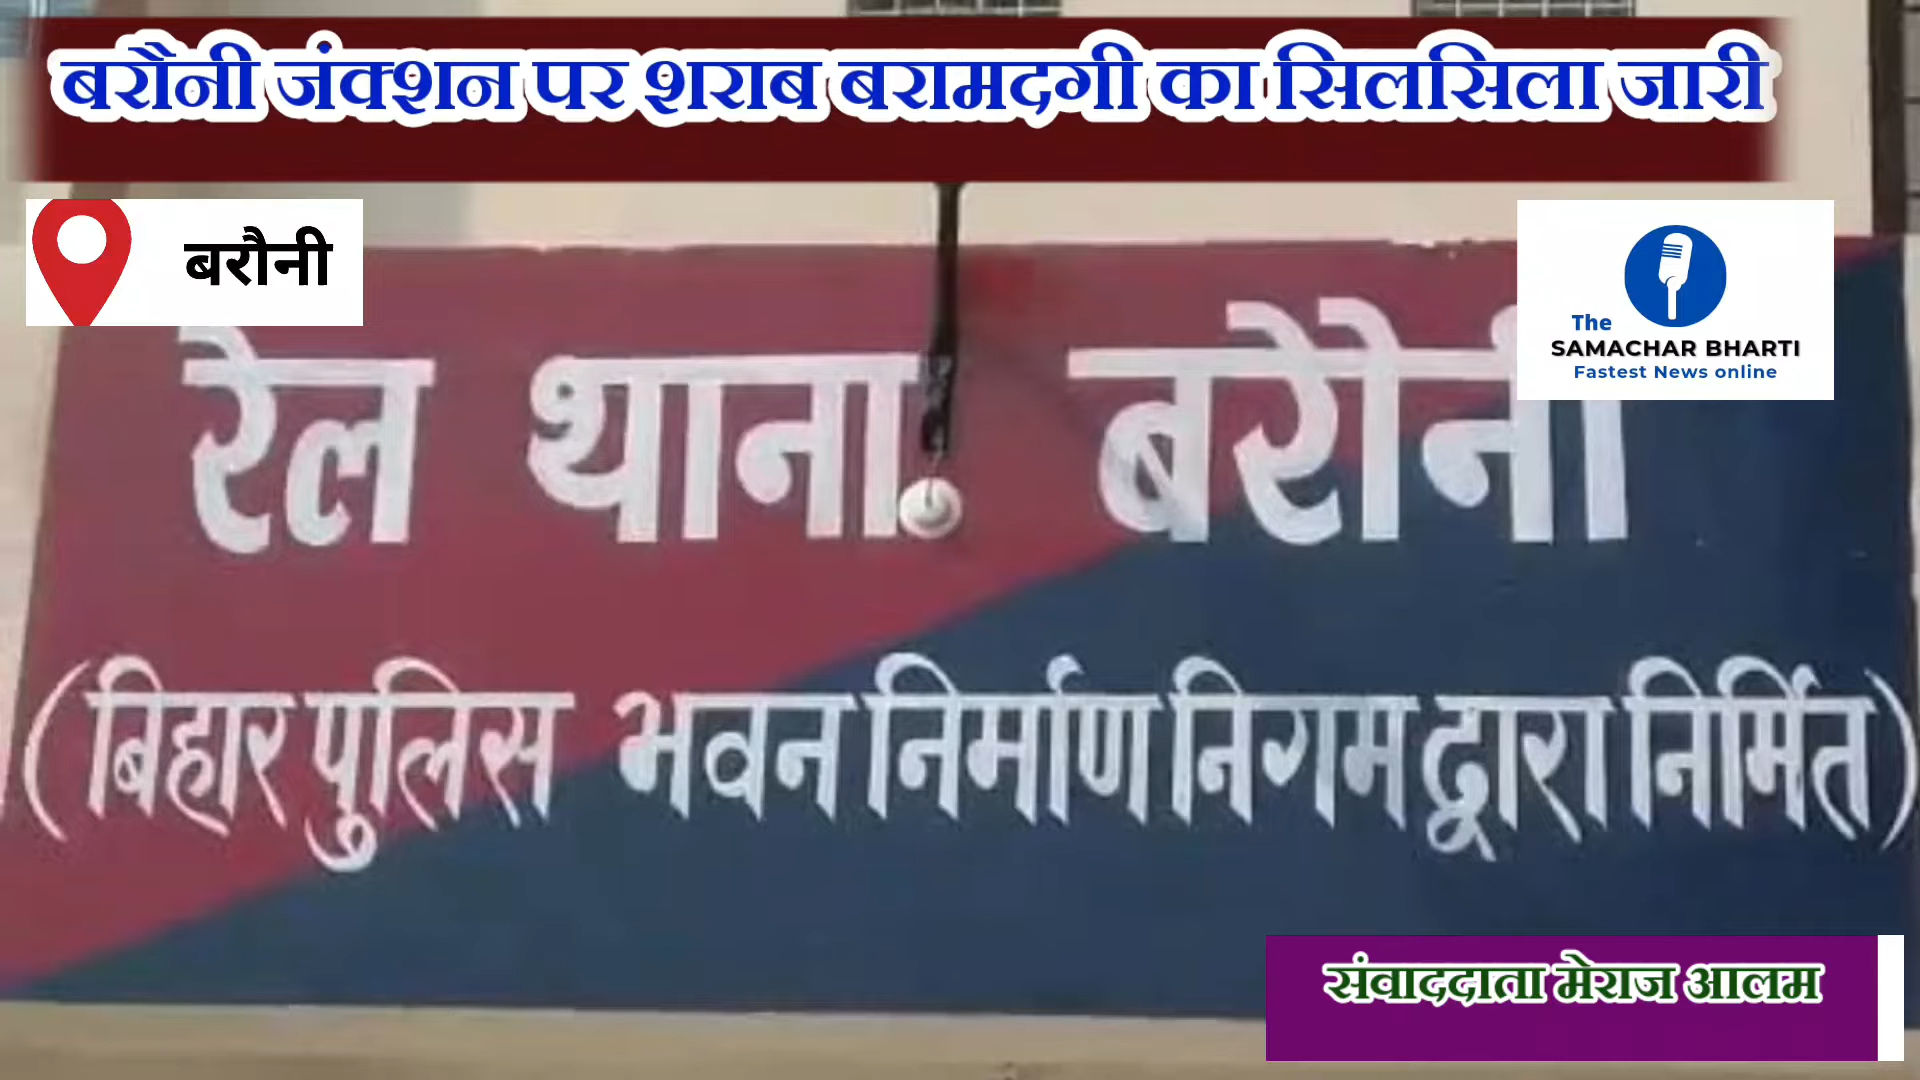 बरौनी जंक्शन पर शराब बरामदगी का सिलसिला जारी
बरौनी
The
SAMACHAR BHARTI
Fastest News online
रेल थाना. बरौनी
(बिहार पुलिस भवन निर्माण निगम द्वारा निर्मित)
संवाददाता मेराज आलम